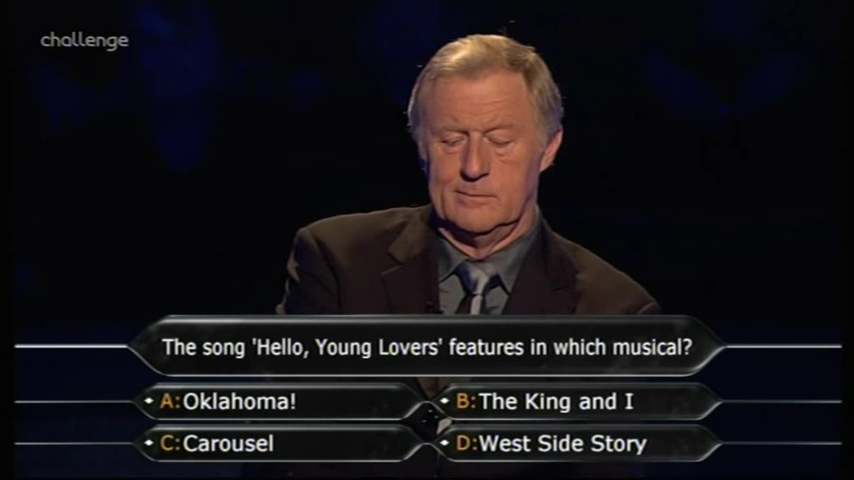 challenge
The song 'Hello, Young Lovers' features in which musical?
A:Oklahoma!
B:The King and I
C:Carousel
D:West Side Story